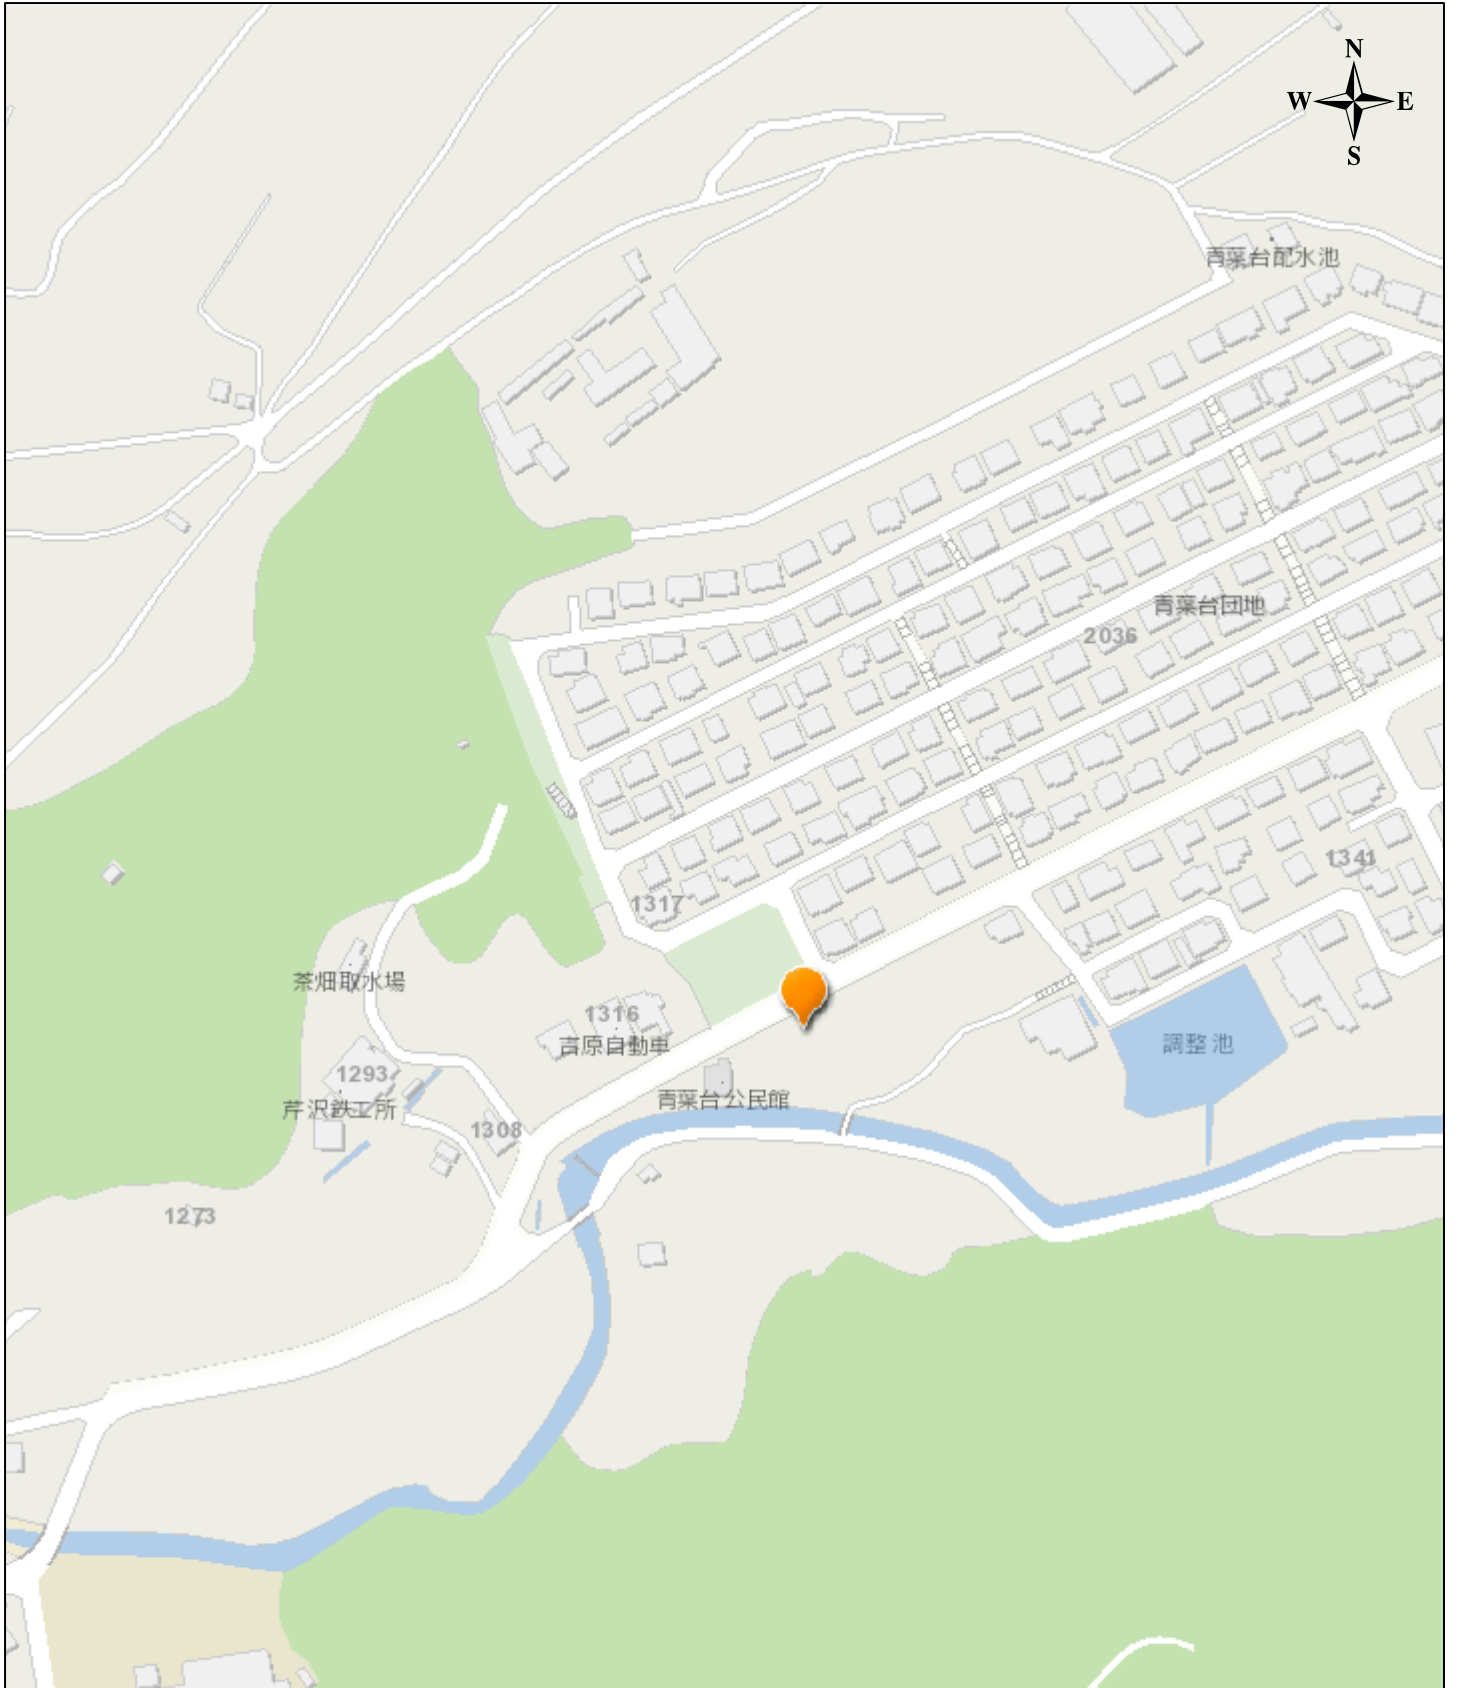 N
W E
S
青葉台配水池
青葉台団地
2036
1341
1317
茶畑取水場
1316
吉原自動車
調整池
1293
青葉台公民館
芹沢鉄工所
1308
1273